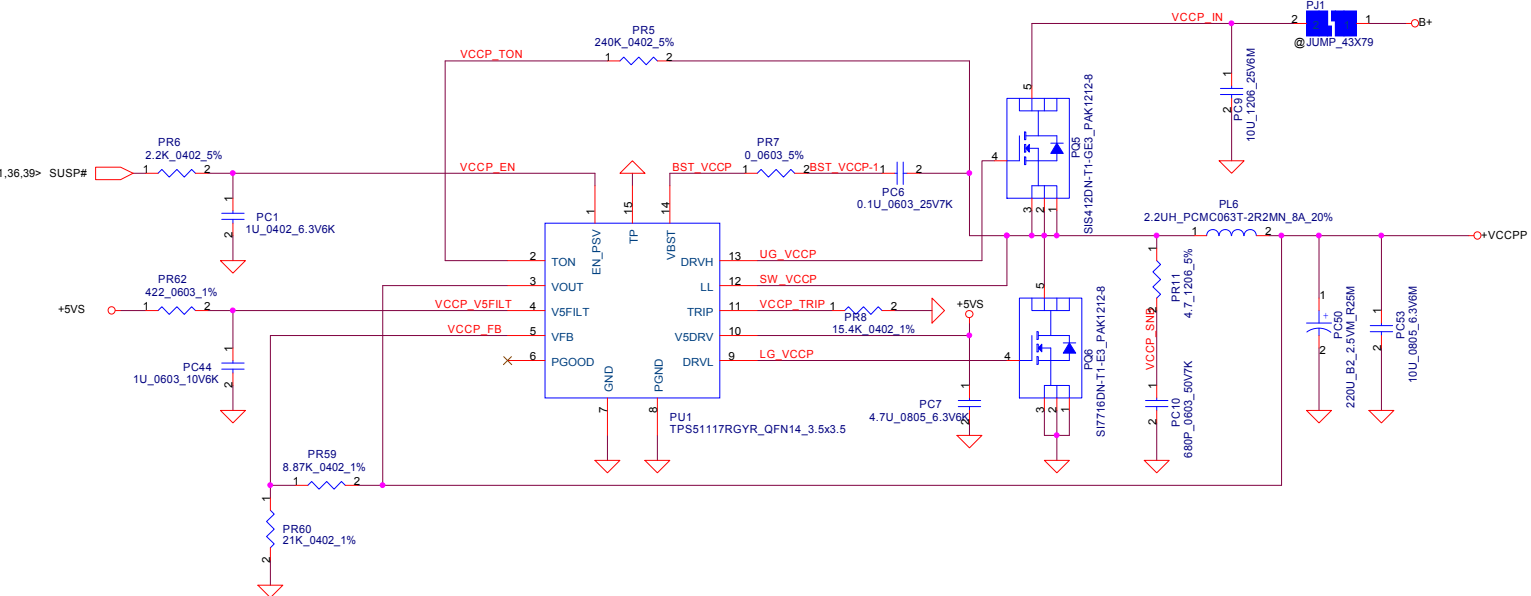 PJ1
VCCP_IN
2
1
B+
@JUMP_43X79
PR5
240K_0402_5%
VCCP_TON
1
2
5
1
PC9
2
10U_1206_25V6M
PQ5
SIS412DN-T1-GE3_PAK1212-8
4
3
2
1
PR6
2.2K_0402_5%
1,36,39> SUSP#
1
2
VCCP_EN
PR7
0_0603_5%
BST_VCCP
1
2
BST_VCCP-1
1
2
PC6
0.1U_0603_25V7K
1
PC1
2
1U_0402_6.3V6K
1
15
14
EN_PSV
TP
VBST
PL6
2.2UH_PCMC063T-2R2MN_8A_20%
1
2
+VCCPP
2
TON
DRVH
13
UG_VCCP
3
VOUT
LL
12
SW_VCCP
PR62
422_0603_1%
+5VS
1
2
VCCP_V5FILT
4
V5FILT
TRIP
11
VCCP_TRIP
1
2
PR8
15.4K_0402_1%
+5VS
VCCP_FB
5
VFB
V5DRV
10
6
PGOOD
DRVL
9
LG_VCCP
4
GND
PGND
7
8
PU1
TPS51117RGYR_QFN14_3.5x3.5
1
PC44
2
1U_0603_10V6K
1
PC7
2
4.7U_0805_6.3V6K
5
PQ6
SI7716DN-T1-E3_PAK1212-8
3
2
1
1
PR11
2
4.7_1206_5%
VCCP_SNB
1
PC10
2
680P_0603_50V7K
1
+
2
PC50
220U_B2_2.5VM_R25M
1
2
PC53
10U_0805_6.3V6M
PR59
8.87K_0402_1%
1
2
1
PR60
21K_0402_1%
2